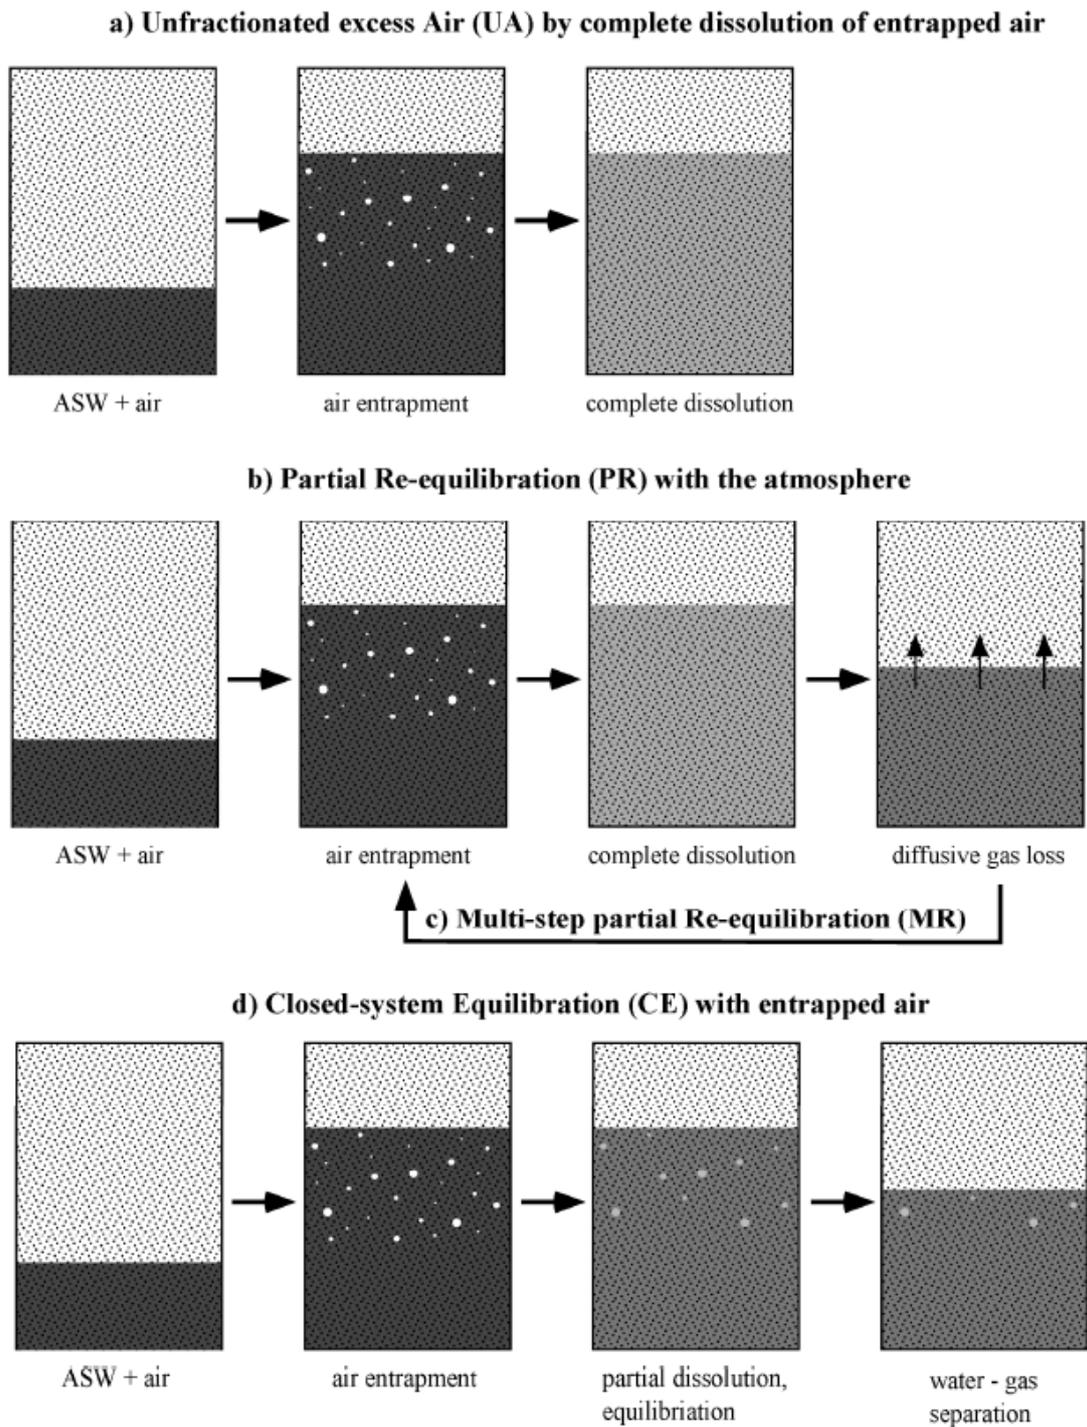 a) Unfractionated excess Air (UA) by complete dissolution of entrapped air
ASW + air
air entrapment
complete dissolution
b) Partial Re-equilibration (PR) with the atmosphere
ASW + air
air entrapment
complete dissolution
diffusive gas loss
c) Multi-step partial Re-equilibration (MR)
d) Closed-system Equilibration (CE) with entrapped air
ASW + air
air entrapment
partial dissolution,
equilibriation
water - gas
separation